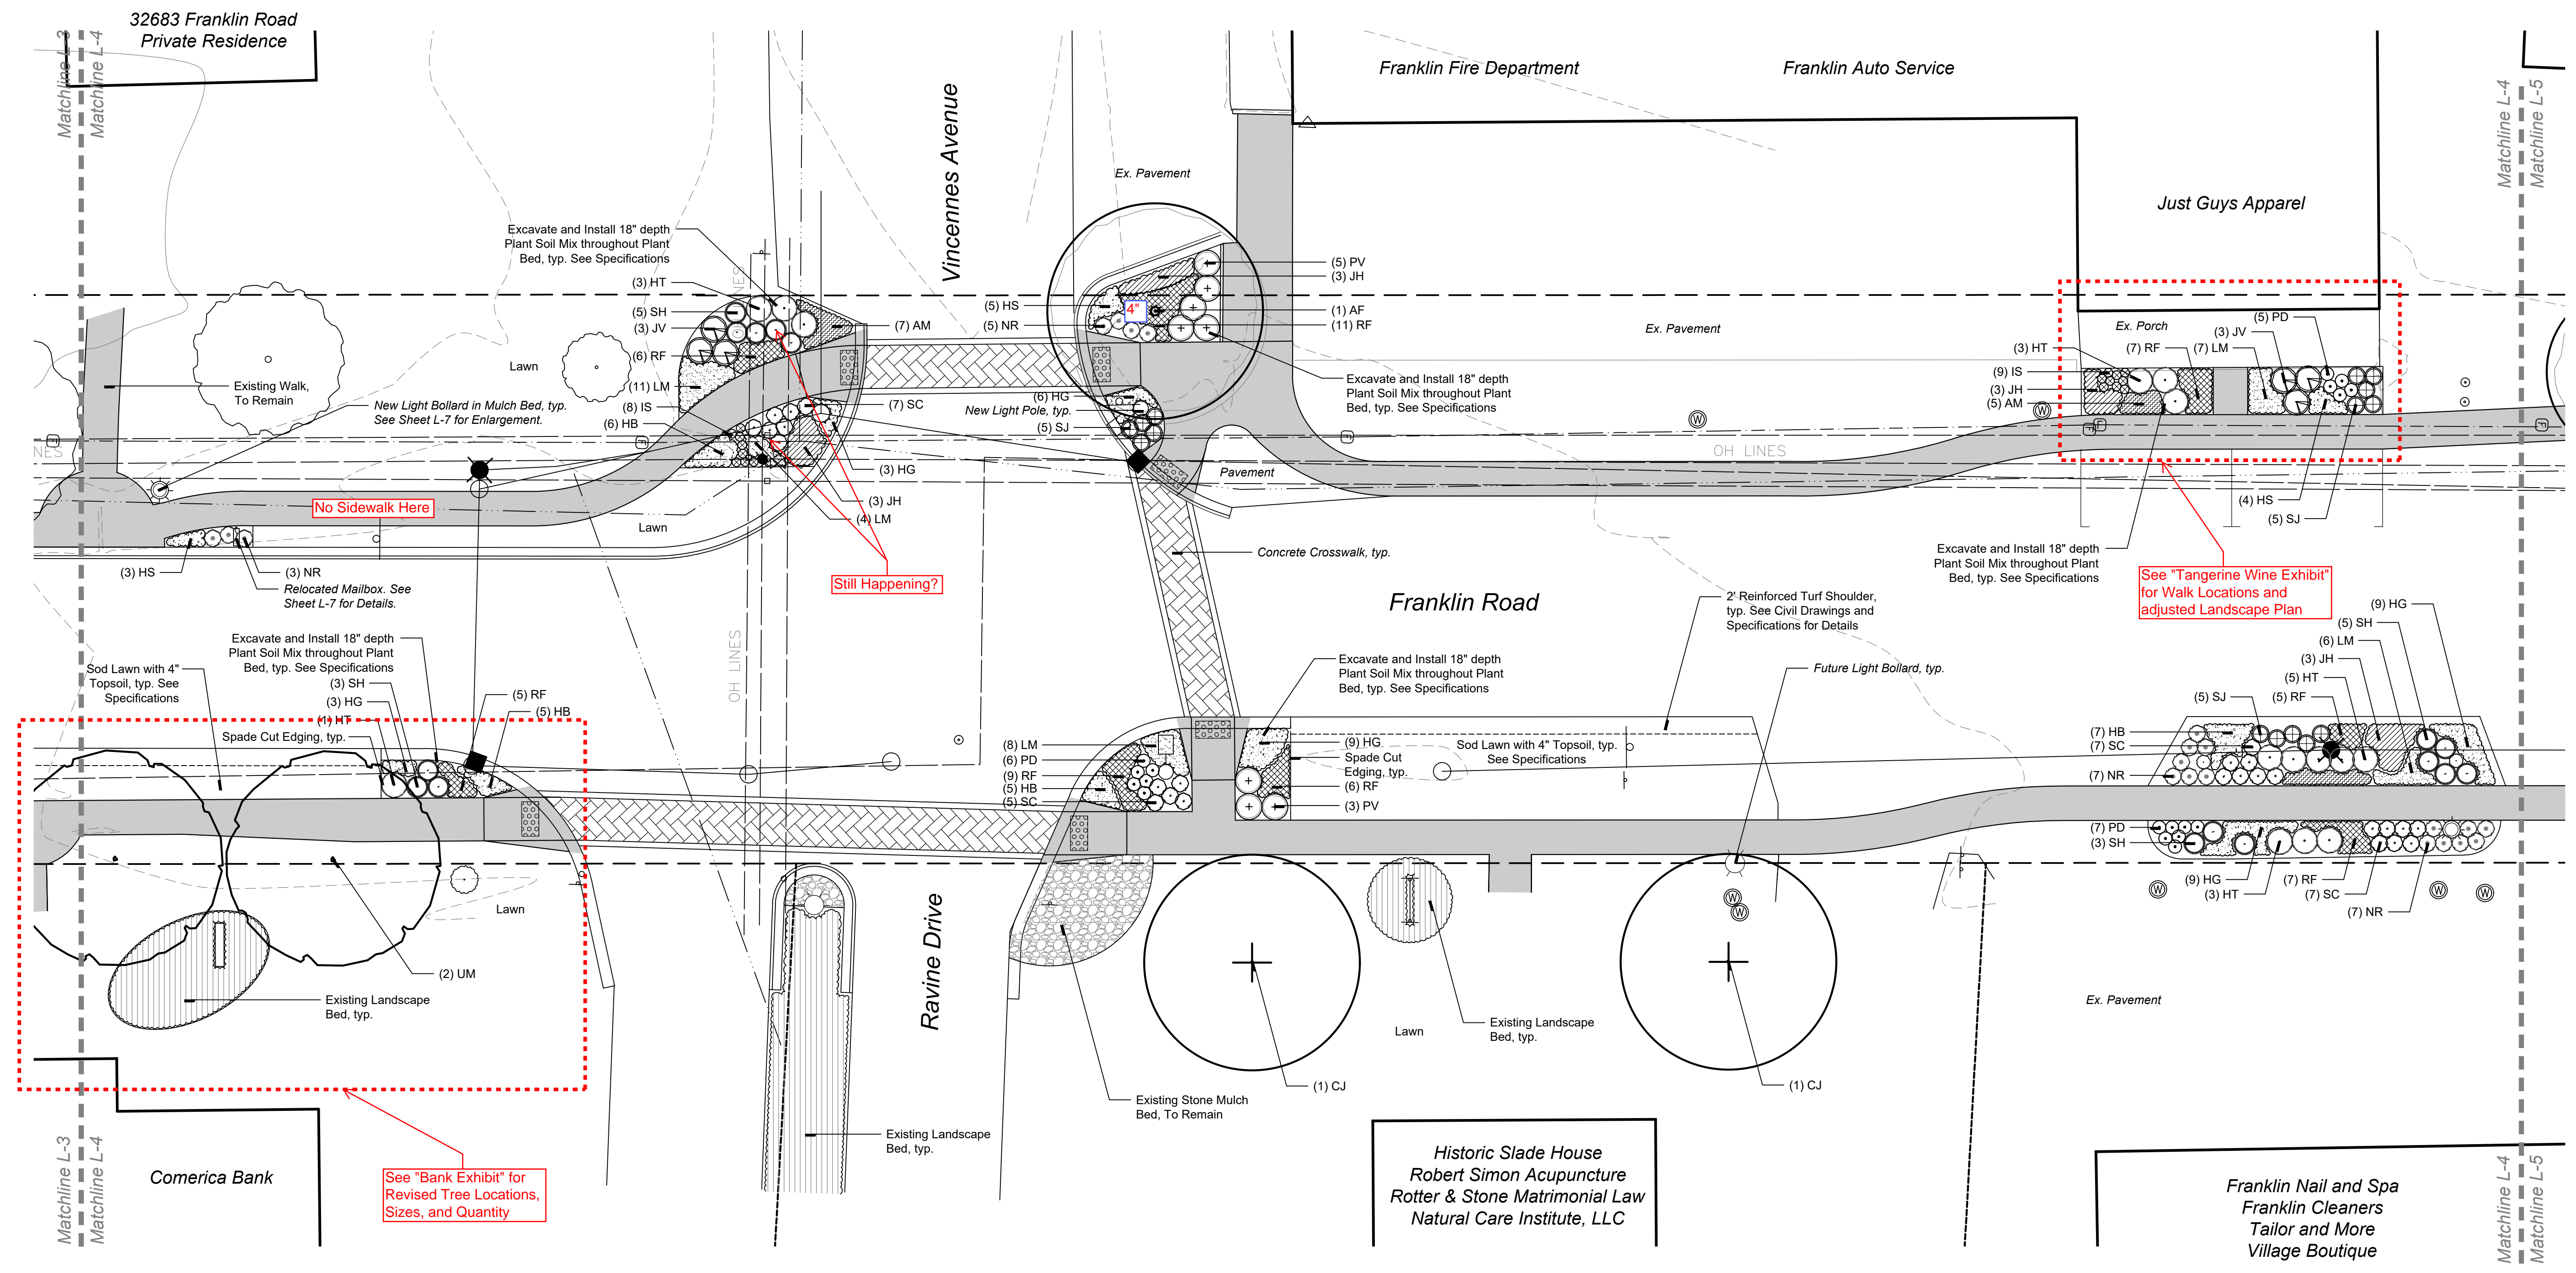 32683 Franklin Road
Private Residence
Matchline L-3
Matchline L-4
Vincennes Avenue
Ex. Pavement
Franklin Fire Department
Franklin Auto Service
Matchline L-4
Matchline L-5
Just Guys Apparel
Excavate and Install 18" depth
Plant Soil Mix throughout Plant
Bed, typ. See Specifications
(3) HT
(5) SH
(3) JV
(6) RF
(11) LM
(8) IS
(6) HB
(7) AM
(7) SC
(3) HG
(3) JH
(4) LM
OH LINES
Lawn
Existing Walk,
To Remain
New Light Bollard in Mulch Bed, typ.
See Sheet L-7 for Enlargement.
NES
No Sidewalk Here
Lawn
(3) HS
(3) NR
Relocated Mailbox. See
Sheet L-7 for Details.
Still Happening?
(5) HS
(5) NR
4"
(5) PV
(3) JH
(1) AF
(11) RF
Excavate and Install 18" depth
Plant Soil Mix throughout Plant
Bed, typ. See Specifications
(6) HG
New Light Pole, typ.
(5) SJ
Pavement
Ex. Pavement
OH LINES
W
W
F
F
F
F
F
F
Ex. Porch
(5) PD
(3) JV
(7) RF
(7) LM
(3) HT
(9) IS
(3) JH
(5) AM
(4) HS
(5) SJ
Excavate and Install 18" depth
Plant Soil Mix throughout Plant
Bed, typ. See Specifications
See "Tangerine Wine Exhibit"
for Walk Locations and
adjusted Landscape Plan
Concrete Crosswalk, typ.
Franklin Road
2' Reinforced Turf Shoulder,
typ. See Civil Drawings and
Specifications for Details
Excavate and Install 18" depth
Plant Soil Mix throughout Plant
Bed, typ. See Specifications
Sod Lawn with 4"
Topsoil, typ. See
Specifications
(3) SH
(3) HG
(1) HT
Spade Cut Edging, typ.
(5) RF
(5) HB
OH LINES
Excavate and Install 18" depth
Plant Soil Mix throughout Plant
Bed, typ. See Specifications
Future Light Bollard, typ.
(8) LM
(6) PD
(9) RF
(5) HB
(5) SC
(9) HG
Spade Cut
Edging, typ.
(6) RF
(3) PV
Sod Lawn with 4" Topsoil, typ.
See Specifications
(9) HG
(5) SH
(6) LM
(3) JH
(5) HT
(5) RF
(5) SJ
(7) HB
(7) SC
(7) NR
(7) PD
(3) SH
(9) HG
(3) HT
(7) RF
(7) SC
(7) NR
W
W
W
W
W
Lawn
(2) UM
Existing Landscape
Bed, typ.
Ravine Drive
Existing Landscape
Bed, typ.
Existing Stone Mulch
Bed, To Remain
(1) CJ
Lawn
Existing Landscape
Bed, typ.
(1) CJ
Ex. Pavement
Matchline L-3
Matchline L-4
Comerica Bank
See "Bank Exhibit" for
Revised Tree Locations,
Sizes, and Quantity
Historic Slade House
Robert Simon Acupuncture
Rotter & Stone Matrimonial Law
Natural Care Institute, LLC
Franklin Nail and Spa
Franklin Cleaners
Tailor and More
Village Boutique
Matchline L-4
Matchline L-5